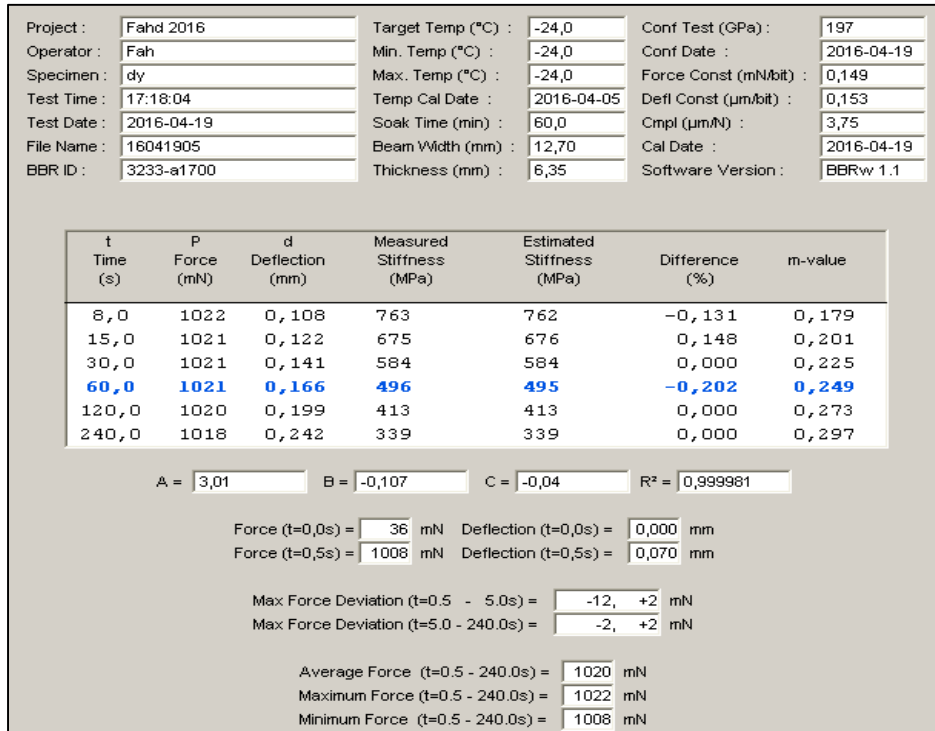 Project : Fahd 2016 Target Temp (°C) : -24,0 Conf Test (GPa) : 197
Operator : Fah Min. Temp (°C) : -24,0 Conf Date : 2016-04-19
Specimen : dy Max. Temp (°C) : -24,0 Force Const (mN/bit) : 0,149
Test Time : 17:18:04 Temp Cal Date : 2016-04-05 Defl Const (µm/bit) : 0,153
Test Date : 2016-04-19 Soak Time (min) : 60,0 Cmpl (µm/N) : 3,75
File Name : 16041905 Beam Width (mm) : 12,70 Cal Date : 2016-04-19
BBR ID : 3233-a1700 Thickness (mm) : 6,35 Software Version : BBRw 1.1
t P d Measured Estimated
Time Force Deflection Stiffness Stiffness Difference m-value
(s) (mN) (mm) (MPa) (MPa) (%)
8,0 1022 0,108 763 762 -0,131 0,179
15,0 1021 0,122 675 676 0,148 0,201
30,0 1021 0,141 584 584 0,000 0,225
60,0 1021 0,166 496 495 -0,202 0,249
120,0 1020 0,199 413 413 0,000 0,273
240,0 1018 0,242 339 339 0,000 0,297
A = 3,01 B = -0,107 C = -0,04 R² = 0,999981
Force (t=0,0s) = 36 mN Deflection (t=0,0s) = 0,000 mm
Force (t=0,5s) = 1008 mN Deflection (t=0,5s) = 0,070 mm
Max Force Deviation (t=0.5 - 5.0s) = -12, +2 mN
Max Force Deviation (t=5.0 - 240.0s) = -2, +2 mN
Average Force (t=0.5 - 240.0s) = 1020 mN
Maximum Force (t=0.5 - 240.0s) = 1022 mN
Minimum Force (t=0.5 - 240.0s) = 1008 mN